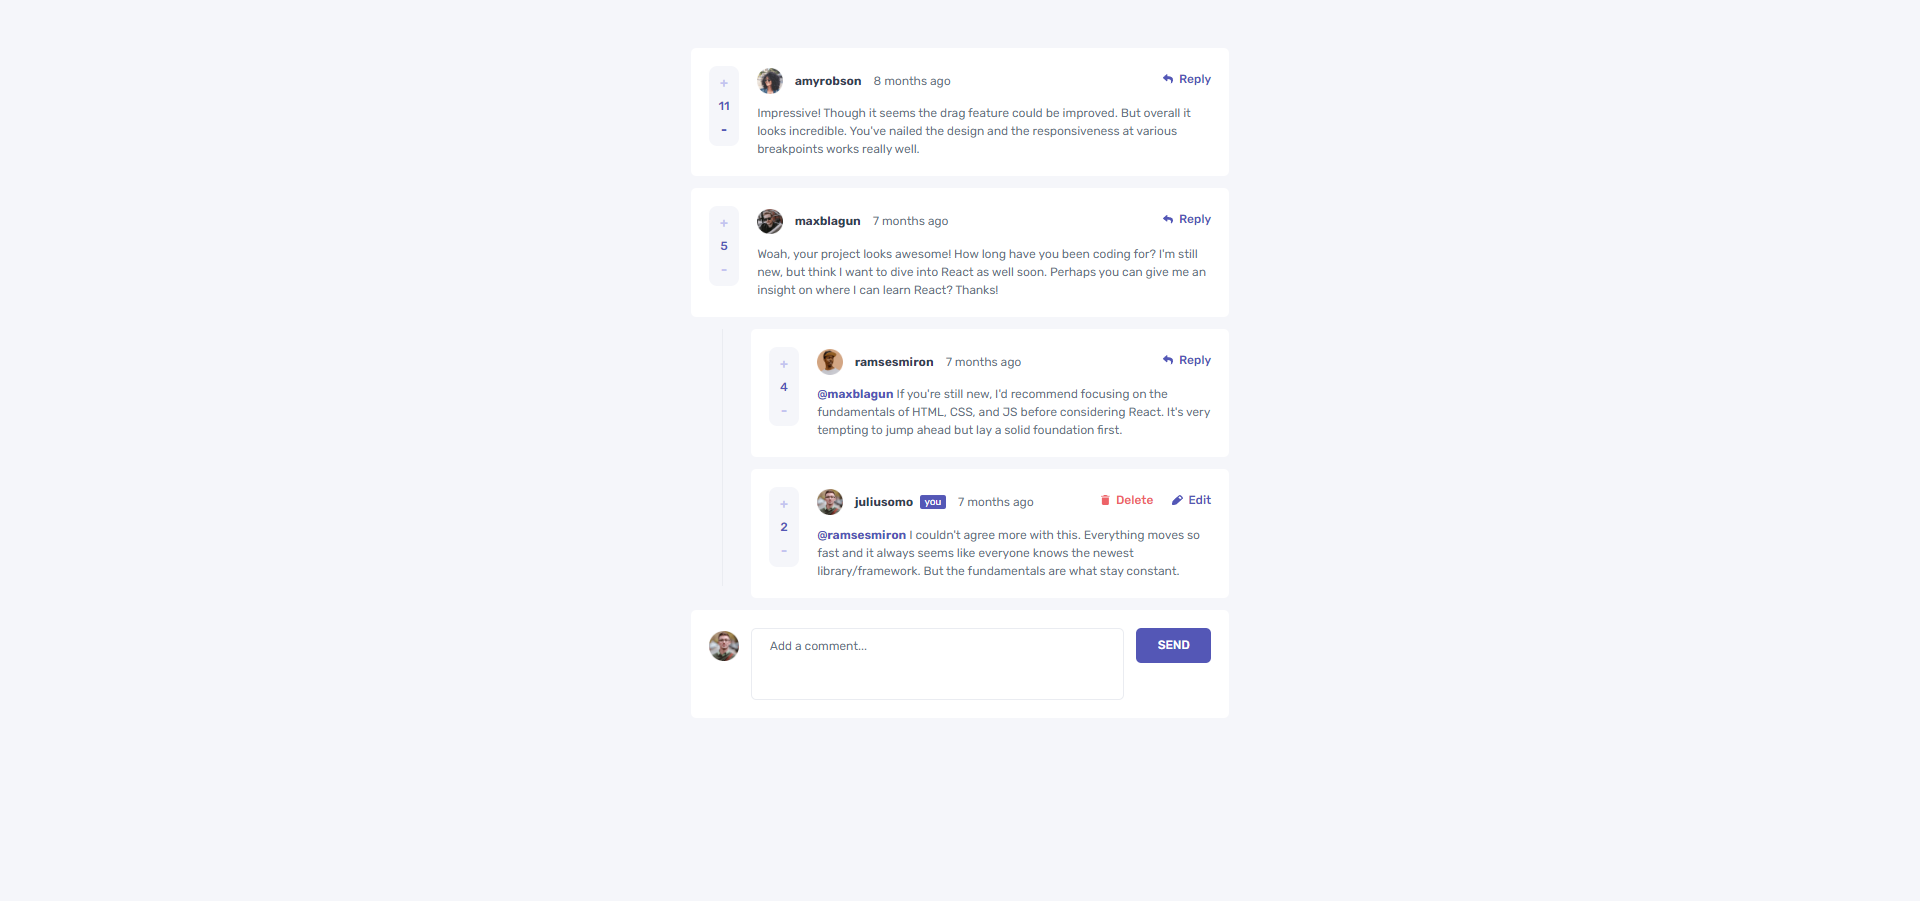 +
11
-
amyrobson 8 months ago Reply
Impressive! Though it seems the drag feature could be improved. But overall it
looks incredible. You've nailed the design and the responsiveness at various
breakpoints works really well.
+
5
-
maxblagun 7 months ago Reply
Woah, your project looks awesome! How long have you been coding for? I'm still
new, but think I want to dive into React as well soon. Perhaps you can give me an
insight on where I can learn React? Thanks!
+
4
-
ramsesmiron 7 months ago Reply
@maxblagun If you're still new, I'd recommend focusing on the
fundamentals of HTML, CSS, and JS before considering React. It's very
tempting to jump ahead but lay a solid foundation first.
+
2
-
juliusomo you 7 months ago Delete Edit
@ramsesmiron I couldn't agree more with this. Everything moves so
fast and it always seems like everyone knows the newest
library/framework. But the fundamentals are what stay constant.
Add a comment... SEND